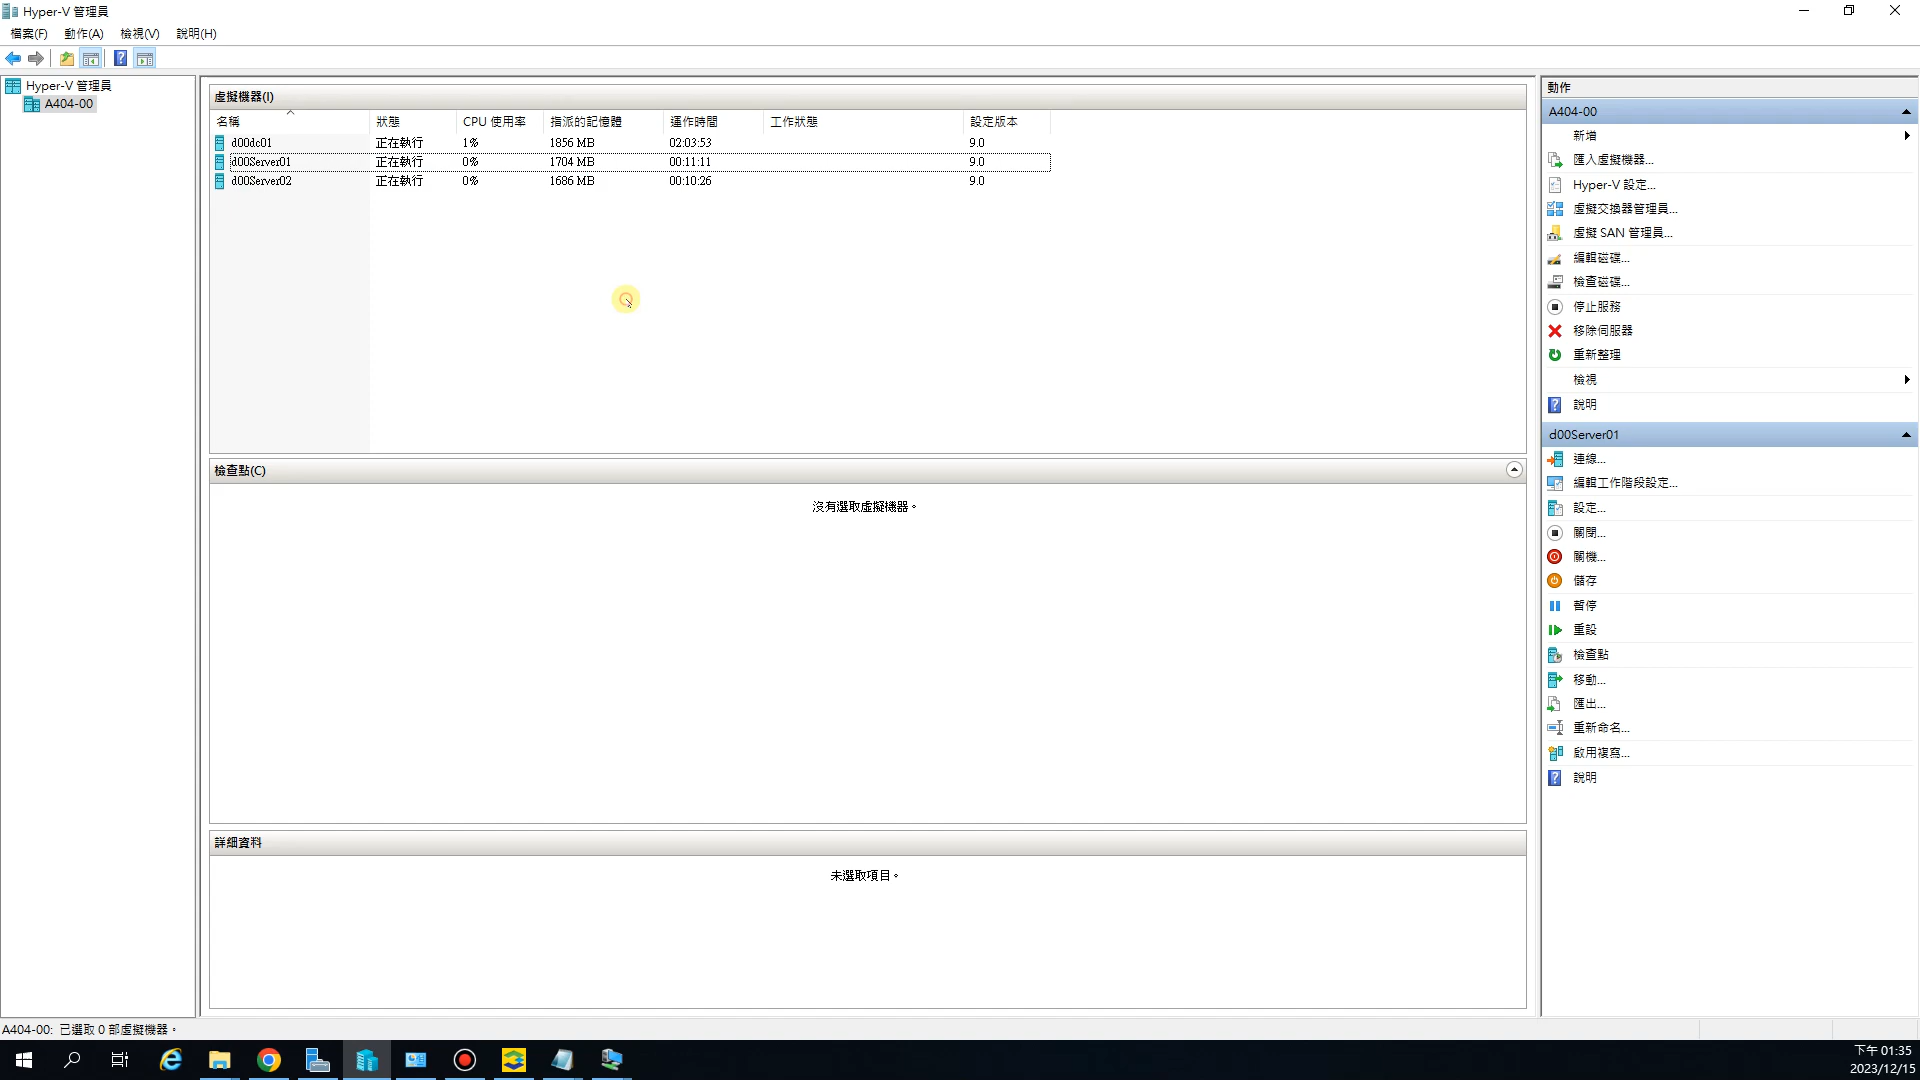 Hyper-V 管理員
檔案(F) 動作(A) 檢視(V) 說明(H)
Hyper-V 管理員
A404-00
虛擬機器(I)
名稱 狀態 CPU 使用率 指派的記憶體 運作時間 工作狀態 設定版本
d00dc01 正在執行 1% 1856 MB 02:03:53 9.0
d00Server01 正在執行 0% 1704 MB 00:11:11 9.0
d00Server02 正在執行 0% 1686 MB 00:10:26 9.0
檢查點(C)
沒有選取虛擬機器。
詳細資料
未選取項目。
動作
A404-00
新增
匯入虛擬機器...
Hyper-V 設定...
虛擬交換器管理員...
虛擬 SAN 管理員...
編輯磁碟...
檢查磁碟...
停止服務
移除伺服器
重新整理
檢視
說明
d00Server01
連線...
編輯工作階段設定...
設定...
關閉...
關機...
儲存
暫停
重設
檢查點
移動...
匯出...
重新命名...
啟用複寫...
說明
A404-00: 已選取 0 部虛擬機器。
下午 01:35
2023/12/15